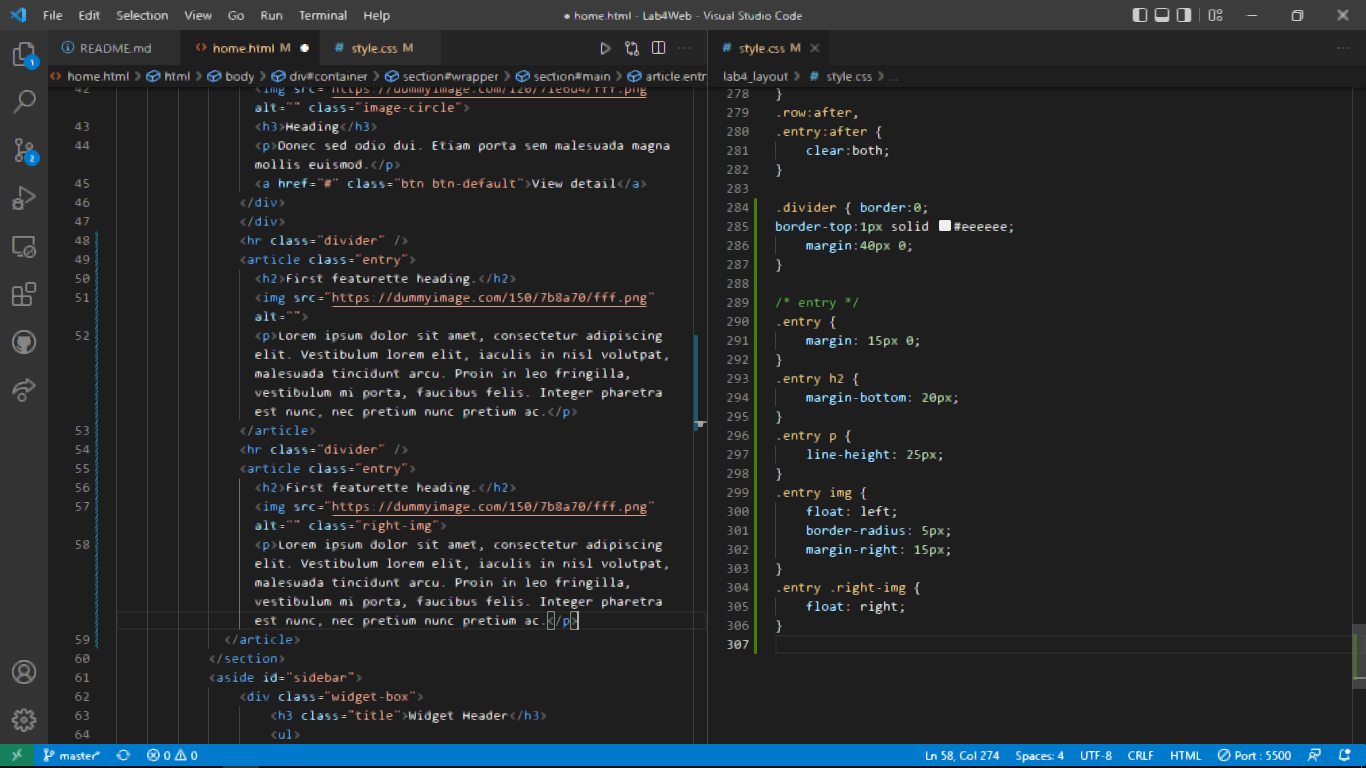 File Edit Selection View Go Run Terminal Help
● home.html - Lab4Web - Visual Studio Code
README.md
home.html M ●
# style.css M
# style.css M
home.html > html > body > div#container > section#wrapper > section#main > article.entr
lab4_layout > # style.css > ...
42 <img src="https://dummyimage.com/120/71e6d4/fff.png"
alt="" class="image-circle">
43 <h3>Heading</h3>
44 <p>Donec sed odio dui. Etiam porta sem malesuada magna
mollis euismod.</p>
45 <a href="#" class="btn btn-default">View detail</a>
46 </div>
47 </div>
48 <hr class="divider" />
49 <article class="entry">
50 <h2>First featurette heading.</h2>
51 <img src="https://dummyimage.com/150/7b8a70/fff.png"
alt="">
52 <p>Lorem ipsum dolor sit amet, consectetur adipiscing
elit. Vestibulum lorem elit, iaculis in nisl volutpat,
malesuada tincidunt arcu. Proin in leo fringilla,
vestibulum mi porta, faucibus felis. Integer pharetra
est nunc, nec pretium nunc pretium ac.</p>
53 </article>
54 <hr class="divider" />
55 <article class="entry">
56 <h2>First featurette heading.</h2>
57 <img src="https://dummyimage.com/150/7b8a70/fff.png"
alt="" class="right-img">
58 <p>Lorem ipsum dolor sit amet, consectetur adipiscing
elit. Vestibulum lorem elit, iaculis in nisl volutpat,
malesuada tincidunt arcu. Proin in leo fringilla,
vestibulum mi porta, faucibus felis. Integer pharetra
est nunc, nec pretium nunc pretium ac.</p>
59 </article>
60 </section>
61 <aside id="sidebar">
62 <div class="widget-box">
63 <h3 class="title">Widget Header</h3>
64 <ul>
278 }
279 .row:after,
280 .entry:after {
281 clear:both;
282 }
283
284 .divider { border:0;
285 border-top:1px solid #eeeeee;
286 margin:40px 0;
287 }
288
289 /* entry */
290 .entry {
291 margin: 15px 0;
292 }
293 .entry h2 {
294 margin-bottom: 20px;
295 }
296 .entry p {
297 line-height: 25px;
298 }
299 .entry img {
300 float: left;
301 border-radius: 5px;
302 margin-right: 15px;
303 }
304 .entry .right-img {
305 float: right;
306 }
307
1
2
master* 0 0
Ln 58, Col 274 Spaces: 4 UTF-8 CRLF HTML Port : 5500